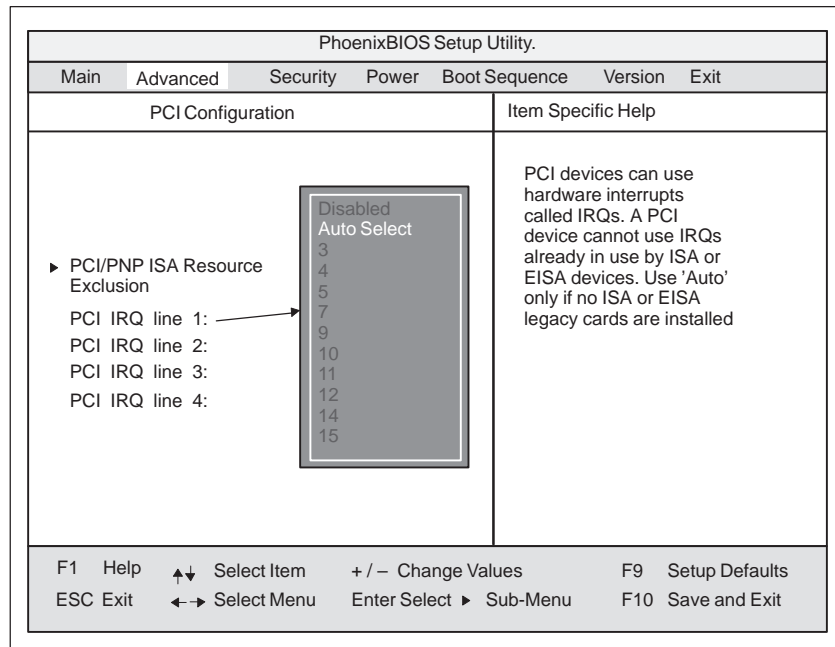 PhoenixBIOS Setup Utility.
Main Advanced Security Power Boot Sequence Version Exit
PCI Configuration
Item Specific Help
PCI/PNP ISA Resource
Exclusion
PCI IRQ line 1:
PCI IRQ line 2:
PCI IRQ line 3:
PCI IRQ line 4:
Disabled
Auto Select
3
4
5
7
9
10
11
12
14
15
PCI devices can use
hardware interrupts
called IRQs. A PCI
device cannot use IRQs
already in use by ISA or
EISA devices. Use 'Auto'
only if no ISA or EISA
legacy cards are installed
F1 Help Select Item + / – Change Values F9 Setup Defaults
ESC Exit Select Menu Enter Select Sub-Menu F10 Save and Exit